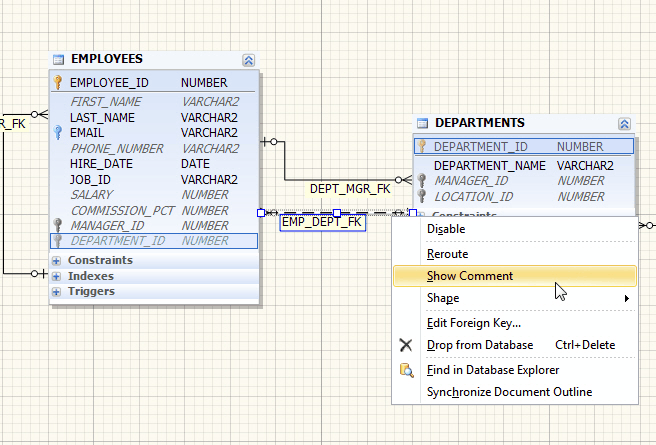 EMPLOYEES
EMPLOYEE_ID NUMBER
FIRST_NAME VARCHAR2
LAST_NAME VARCHAR2
EMAIL VARCHAR2
PHONE_NUMBER VARCHAR2
HIRE_DATE DATE
JOB_ID VARCHAR2
SALARY NUMBER
COMMISSION_PCT NUMBER
MANAGER_ID NUMBER
DEPARTMENT_ID NUMBER
Constraints
Indexes
Triggers
R_FK
DEPT_MGR_FK
EMP_DEPT_FK
DEPARTMENTS
DEPARTMENT_ID NUMBER
DEPARTMENT_NAME VARCHAR2
MANAGER_ID NUMBER
LOCATION_ID NUMBER
Constraints
Disable
Reroute
Show Comment
Shape
Edit Foreign Key...
Drop from Database Ctrl+Delete
Find in Database Explorer
Synchronize Document Outline